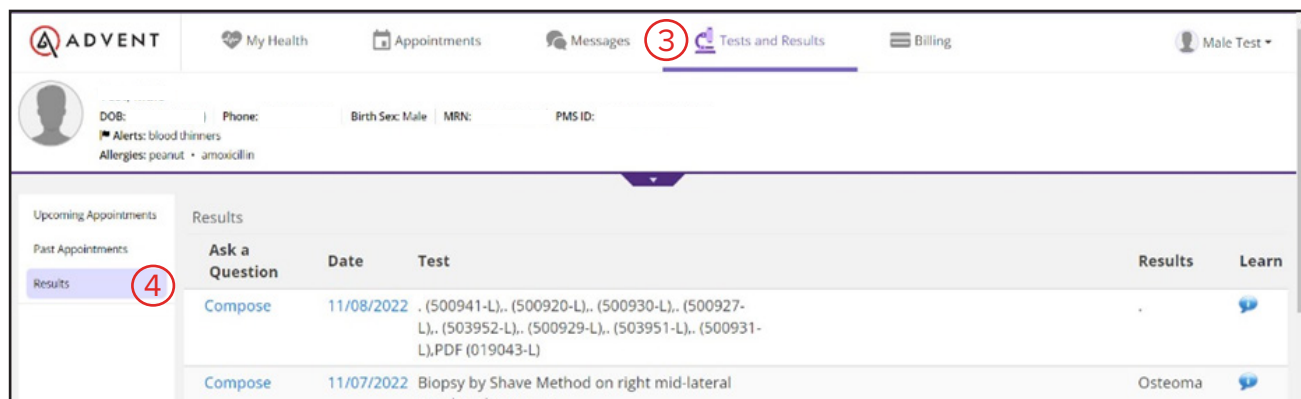 ADVENT My Health Appointments Messages 3 Tests and Results Billing Male Test
DOB: Phone: Birth Sex: Male MRN: PMS ID:
Alerts: blood thinners
Allergies: peanut • amoxicillin
Upcoming Appointments
Past Appointments
Results 4
Results
Ask a Question Date Test Results Learn
Compose 11/08/2022 . (500941-L),. (500920-L),. (500930-L),. (500927-
L),. (503952-L),. (500929-L),. (503951-L),. (500931-
L),PDF (019043-L) .
Compose 11/07/2022 Biopsy by Shave Method on right mid-lateral Osteoma